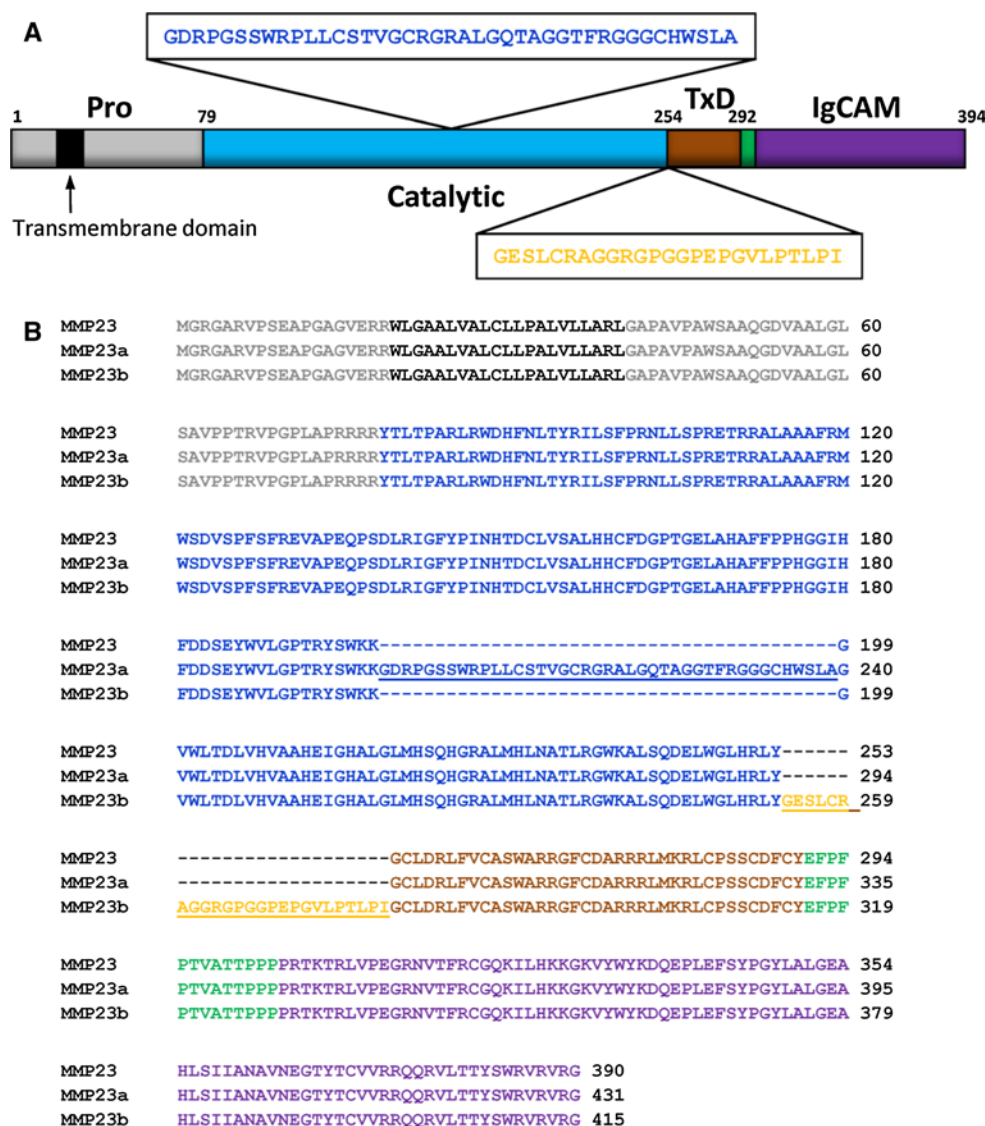 A
GDRPGSSWRPLLCSTVGCRGRALGQTAGGTFRGGGCHWSLA
1 Pro 79 254 TxD 292 IgCAM 394
Catalytic
Transmembrane domain
GESLCRAGGRGPGGPEPGVLPTLPI
B
MMP23 MGRGARVPSEAPGAGVERRWLGAALVALCLLPALVLLARLGAPAVPAWSAAQGDVAALGL 60
MMP23a MGRGARVPSEAPGAGVERRWLGAALVALCLLPALVLLARLGAPAVPAWSAAQGDVAALGL 60
MMP23b MGRGARVPSEAPGAGVERRWLGAALVALCLLPALVLLARLGAPAVPAWSAAQGDVAALGL 60
MMP23 SAVPPTRVPGPLAPRRRRYTLTPARLRWDHFNLTYRILSFPRNLLSPRETRRALAAAFRM 120
MMP23a SAVPPTRVPGPLAPRRRRYTLTPARLRWDHFNLTYRILSFPRNLLSPRETRRALAAAFRM 120
MMP23b SAVPPTRVPGPLAPRRRRYTLTPARLRWDHFNLTYRILSFPRNLLSPRETRRALAAAFRM 120
MMP23 WSDVSPFSFREVAPEQPSDLRIGFYPINHTDCLVSALHHCFDGPTGELAHAFFPPHGGIH 180
MMP23a WSDVSPFSFREVAPEQPSDLRIGFYPINHTDCLVSALHHCFDGPTGELAHAFFPPHGGIH 180
MMP23b WSDVSPFSFREVAPEQPSDLRIGFYPINHTDCLVSALHHCFDGPTGELAHAFFPPHGGIH 180
MMP23 FDDSEYWVLGPTRYSWKK-----------------------------------------G 199
MMP23a FDDSEYWVLGPTRYSWKKGDRPGSSWRPLLCSTVGCRGRALGQTAGGTFRGGGCHWSLAG 240
MMP23b FDDSEYWVLGPTRYSWKK-----------------------------------------G 199
MMP23 VWLTDLVHVAAHEIGHALGLMHSQHGRALMHLNATLRGWKALSQDELWGLHRLY------ 253
MMP23a VWLTDLVHVAAHEIGHALGLMHSQHGRALMHLNATLRGWKALSQDELWGLHRLY------ 294
MMP23b VWLTDLVHVAAHEIGHALGLMHSQHGRALMHLNATLRGWKALSQDELWGLHRLYGESLCR 259
MMP23 -------------------GCLDRLFVCASWARRGFCDARRRLMKRLCPSSCDFCYEFPF 294
MMP23a -------------------GCLDRLFVCASWARRGFCDARRRLMKRLCPSSCDFCYEFPF 335
MMP23b AGGRGPGGPEPGVLPTLPIGCLDRLFVCASWARRGFCDARRRLMKRLCPSSCDFCYEFPF 319
MMP23 PTVATTPPPPRTKTRLVPEGRNVTFRCGQKILHKKGKVYWYKDQEPLEFSYPGYLALGEA 354
MMP23a PTVATTPPPPRTKTRLVPEGRNVTFRCGQKILHKKGKVYWYKDQEPLEFSYPGYLALGEA 395
MMP23b PTVATTPPPPRTKTRLVPEGRNVTFRCGQKILHKKGKVYWYKDQEPLEFSYPGYLALGEA 379
MMP23 HLSIIANAVNEGTYTCVVRRQQRVLTTYSWRVRVRG 390
MMP23a HLSIIANAVNEGTYTCVVRRQQRVLTTYSWRVRVRG 431
MMP23b HLSIIANAVNEGTYTCVVRRQQRVLTTYSWRVRVRG 415